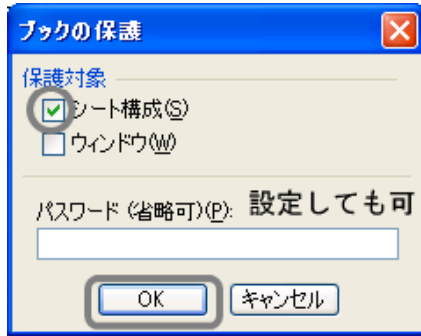 ブックの保護
保護対象
シート構成(S)
ウィンドウ(W)
パスワード (省略可)(P): 設定しても可
OK キャンセル